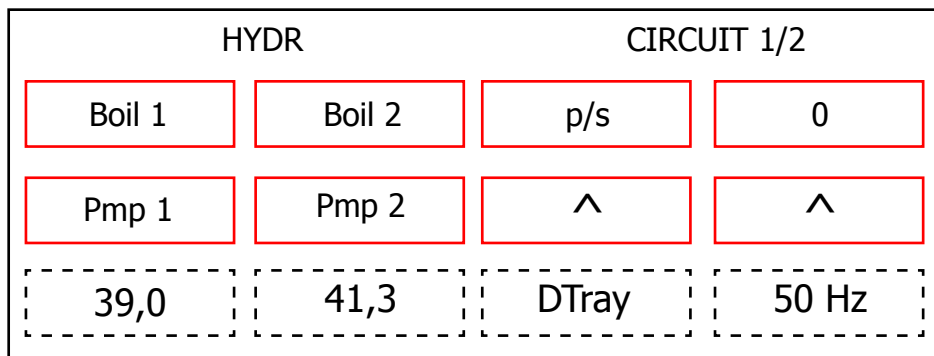 HYDR CIRCUIT 1/2
Boil 1 Boil 2 p/s 0
Pmp 1 Pmp 2 ^ ^
39,0 41,3 DTray 50 Hz